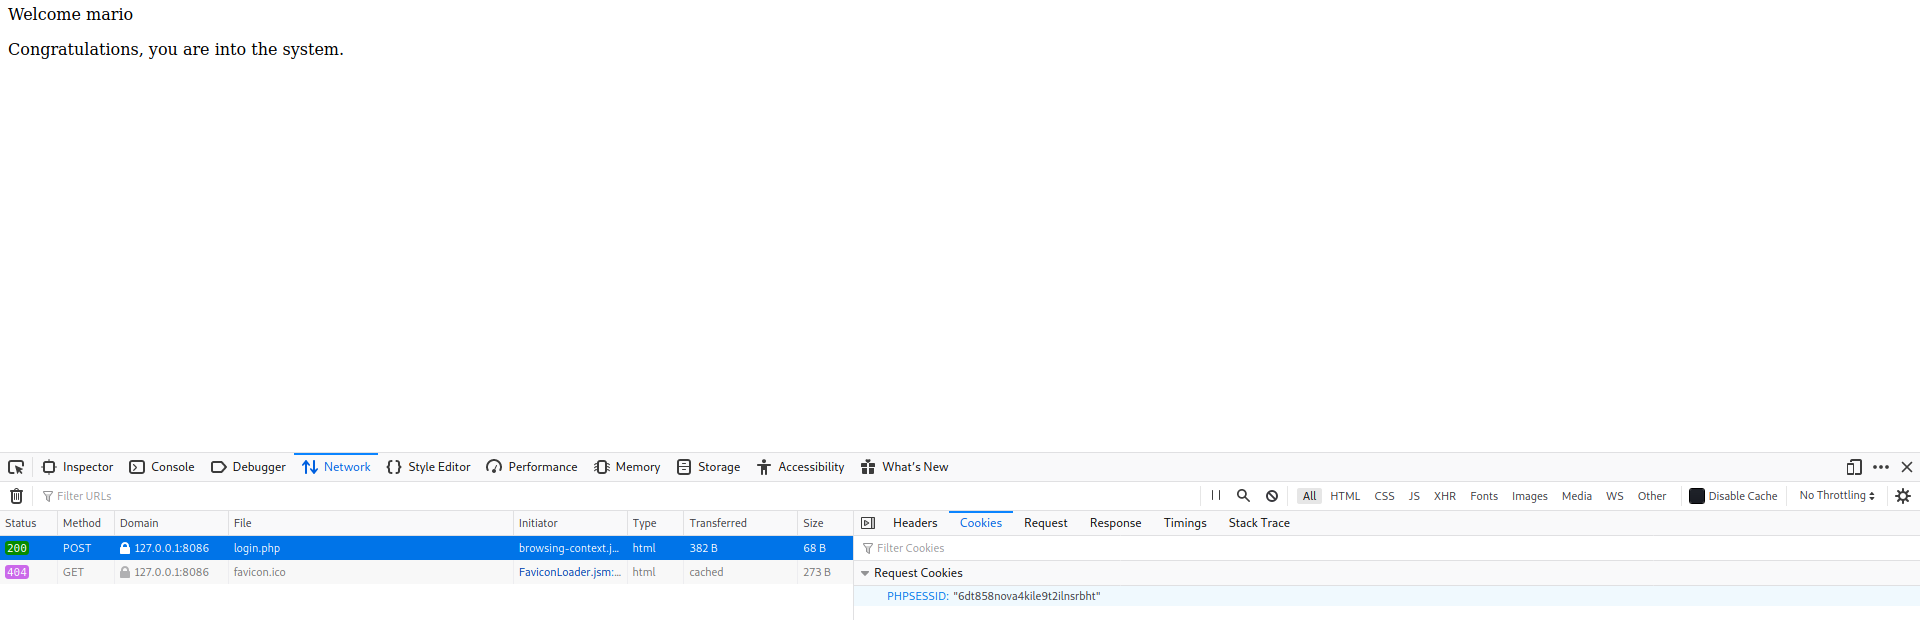 Welcome mario
Congratulations, you are into the system.
Inspector Console Debugger Network Style Editor Performance Memory Storage Accessibility What's New
Filter URLs All HTML CSS JS XHR Fonts Images Media WS Other Disable Cache No Throttling
Status Method Domain File Initiator Type Transferred Size Headers Cookies Request Response Timings Stack Trace
200 POST 127.0.0.1:8086 login.php browsing-context.j... html 382 B 68 B Filter Cookies
404 GET 127.0.0.1:8086 favicon.ico FaviconLoader.jsm:... html cached 273 B Request Cookies
PHPSESSID: "6dt858nova4kile9t2ilnsrbht"